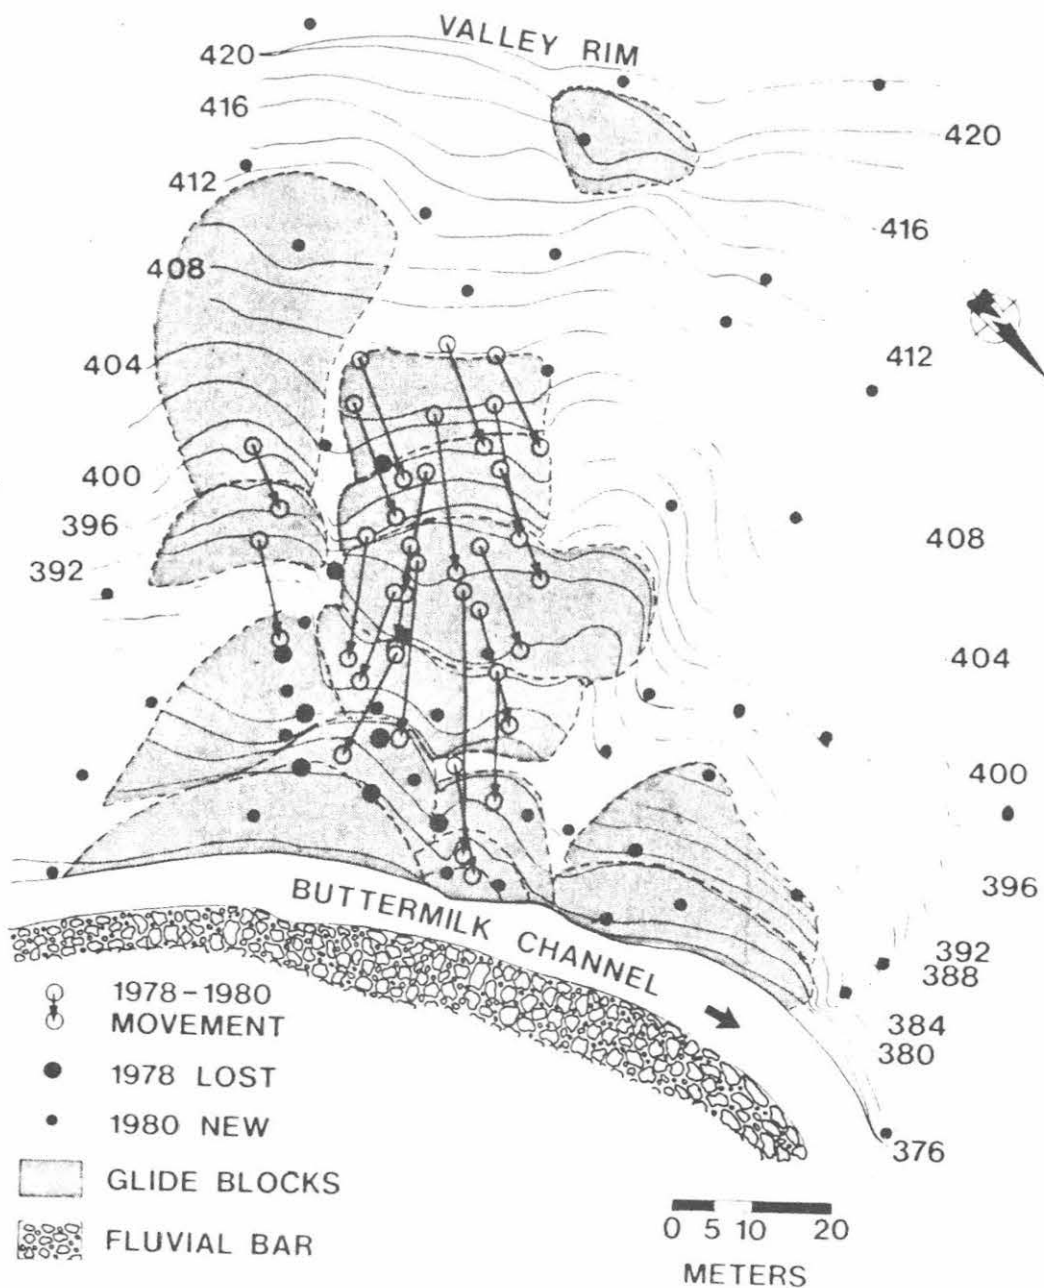 VALLEY RIM
420
416
420
412
416
408
412
404
400
396
408
392
404
400
396
BUTTERMILK CHANNEL
392
388
384
380
376
1978-1980
MOVEMENT
1978 LOST
1980 NEW
GLIDE BLOCKS
FLUVIAL BAR
0 5 10 20
METERS